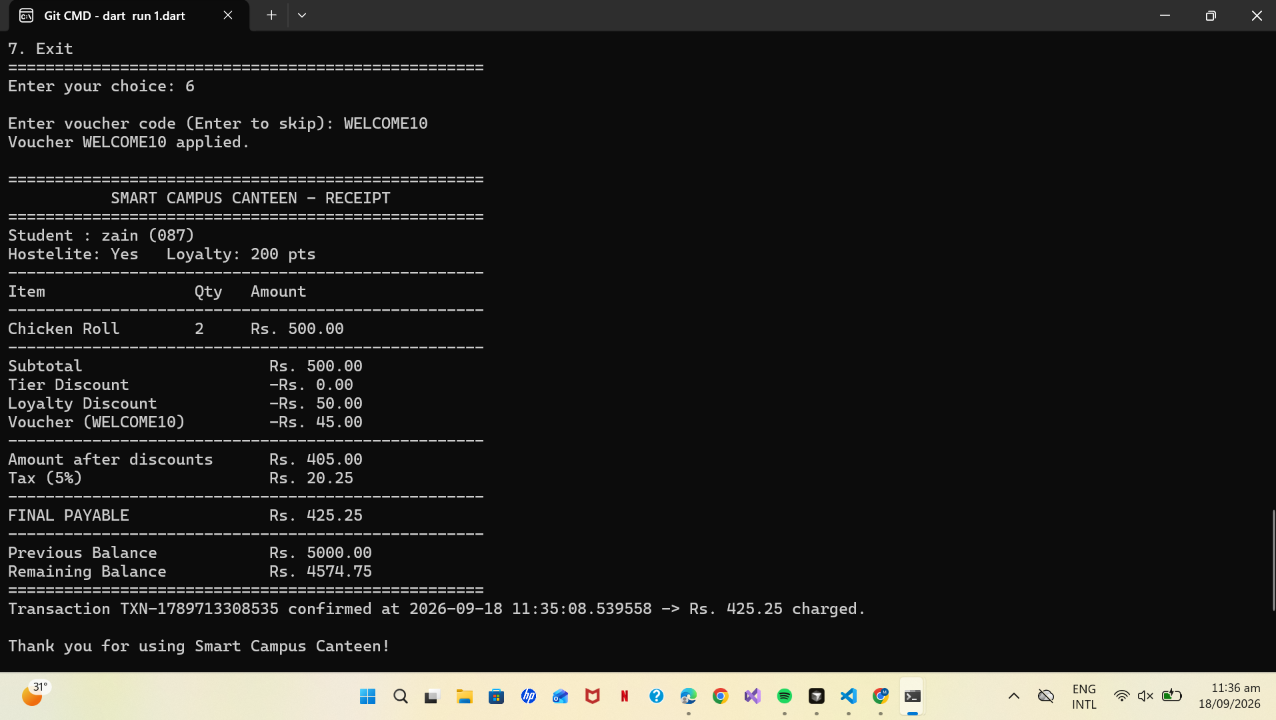 Git CMD - dart  run 1.dart
7. Exit
===================================================
Enter your choice: 6
Enter voucher code (Enter to skip): WELCOME10
Voucher WELCOME10 applied.
===================================================
SMART CAMPUS CANTEEN - RECEIPT
===================================================
Student : zain (087)
Hostelite: Yes   Loyalty: 200 pts
---------------------------------------------------
Item                Qty   Amount
---------------------------------------------------
Chicken Roll        2     Rs. 500.00
---------------------------------------------------
Subtotal                    Rs. 500.00
Tier Discount               -Rs. 0.00
Loyalty Discount            -Rs. 50.00
Voucher (WELCOME10)         -Rs. 45.00
---------------------------------------------------
Amount after discounts      Rs. 405.00
Tax (5%)                    Rs. 20.25
---------------------------------------------------
FINAL PAYABLE               Rs. 425.25
---------------------------------------------------
Previous Balance            Rs. 5000.00
Remaining Balance           Rs. 4574.75
===================================================
Transaction TXN-1789713308535 confirmed at 2026-09-18 11:35:08.539558 -> Rs. 425.25 charged.
Thank you for using Smart Campus Canteen!
31°
ENG
INTL
11:36 am
18/09/2026